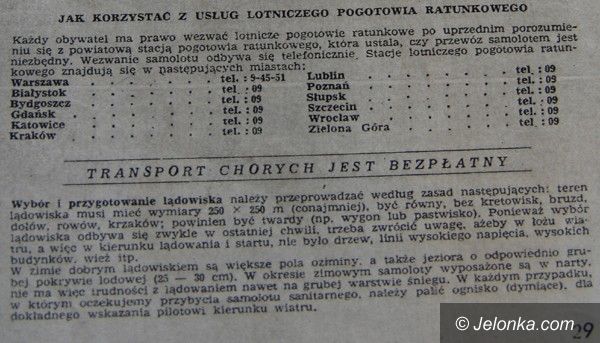 JAK KORZYSTAĆ Z USŁUG LOTNICZEGO POGOTOWIA RATUNKOWEGO
Każdy obywatel ma prawo wezwać lotnicze pogotowie ratunkowe po uprzednim porozumie-
niu się z powiatową stacją pogotowia ratunkowego, która ustala, czy przewóz samolotem jest
niezbędny. Wezwanie samolotu odbywa się telefonicznie. Stacje lotniczego pogotowia ratun-
kowego znajdują się w następujących miastach:
Warszawa . . . . . . . tel. : 9-45-51 Lublin . . . . . . . tel. : 09
Białystok . . . . . . . tel. : 09 Poznań . . . . . . . tel. : 09
Bydgoszcz . . . . . . . tel. : 09 Słupsk . . . . . . . tel. : 09
Gdańsk . . . . . . . tel. : 09 Szczecin . . . . . . . tel. : 09
Katowice . . . . . . . tel. : 09 Wrocław . . . . . . . tel. : 09
Kraków . . . . . . . tel. : 09 Zielona Góra . . . . . . . tel. : 09
TRANSPORT CHORYCH JEST BEZPŁATNY
Wybór i przygotowanie lądowiska należy przeprowadzać według zasad następujących: teren
lądowiska musi mieć wymiary 250 × 250 m (conajmniej), być równy, bez kretowisk, bruzd,
dołów, rowów, krzaków; powinien być twardy (np. wygon lub pastwisko). Ponieważ wybór
lądowiska odbywa się zwykle w ostatniej chwili, trzeba zwrócić uwagę, ażeby w osi wia-
tru, a więc w kierunku lądowania i startu, nie było drzew, linii wysokiego napięcia, wysokich
budynków, wież itp.
W zimie dobrym lądowiskiem są większe pola oziminy, a także jeziora o odpowiednio gru-
bej pokrywie lodowej (25 — 30 cm). W okresie zimowym samoloty wyposażone są w narty,
nie ma więc trudności z lądowaniem nawet na grubej warstwie śniegu. W każdym przypadku,
w którym oczekujemy przybycia samolotu sanitarnego, należy palić ognisko (dymiące), dla
dokładnego wskazania pilotowi kierunku wiatru.
29
© Jelonka.com